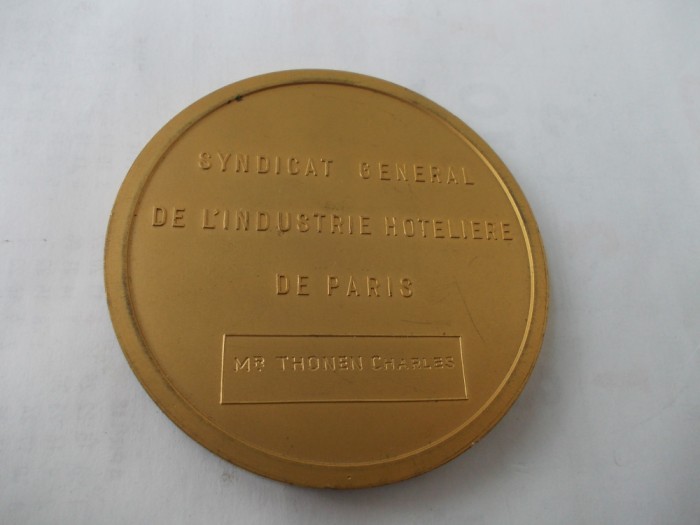 SYNDICAT GENERAL
DE L'INDUSTRIE HOTELIERE
DE PARIS
MR THONEN CHARLES